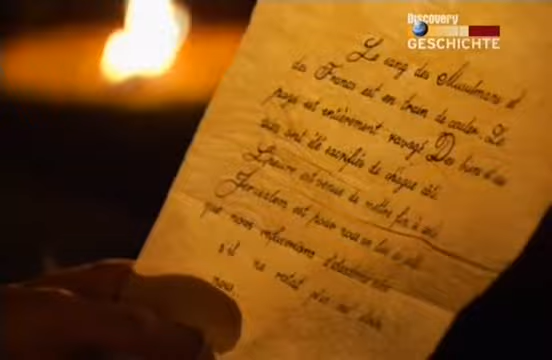 Discovery
GESCHICHTE
Le sang des Musulmans et
des Francs est en train de couler. Le
pays est entièrement ravagé. Des biens et des
vies ont été sacrifiés de chaque côté.
L'heure est venue de mettre fin à cela.
Jérusalem est pour nous un lieu de
que nous n'abandonnerons
s'il ne restait plus
nous